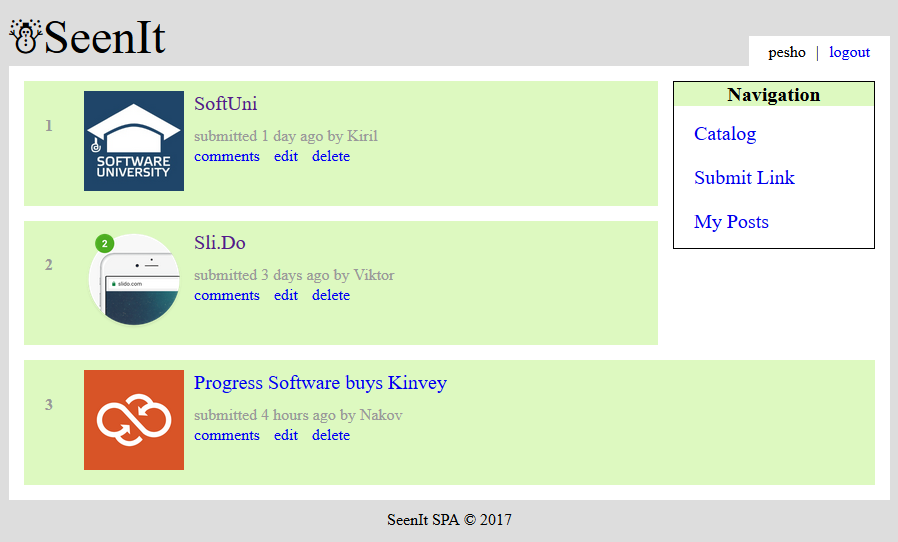 ☃SeenIt
pesho | logout
1
SOFTWARE
UNIVERSITY
SoftUni
submitted 1 day ago by Kiril
comments edit delete
2
2
slido.com
Sli.Do
submitted 3 days ago by Viktor
comments edit delete
3
Progress Software buys Kinvey
submitted 4 hours ago by Nakov
comments edit delete
Navigation
Catalog
Submit Link
My Posts
SeenIt SPA © 2017